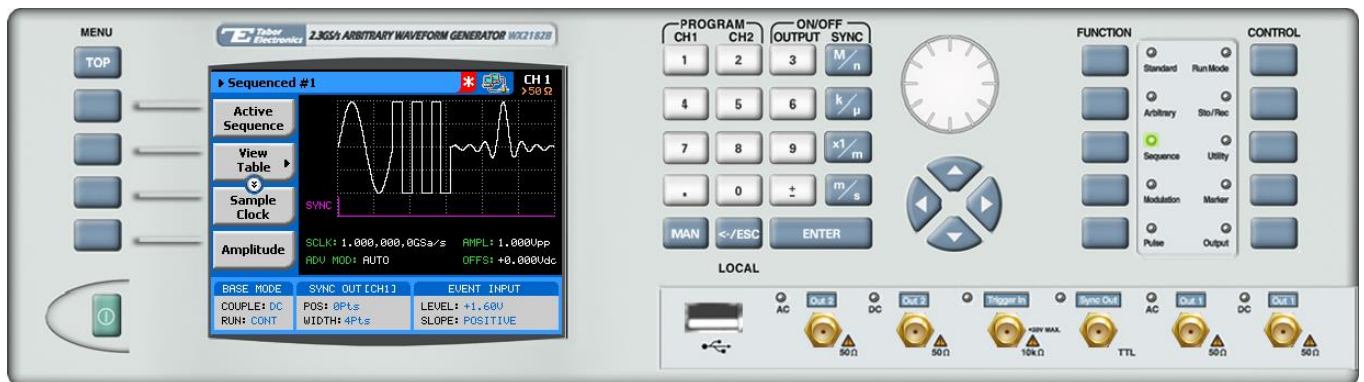 MENU
TOP
Tabor Electronics 2.3GS/s ARBITRARY WAVEFORM GENERATOR WX2182B
Sequenced #1
CH 1
>50 Ω
Active Sequence
View Table
Sample Clock
Amplitude
SYNC
SCLK: 1.000,000,0GSa/s AMPL: 1.000Vpp
ADV MOD: AUTO OFFS: +0.000Vdc
BASE MODE SYNC OUT[CH1] EVENT INPUT
COUPLE: DC POS: 0Pts LEVEL: +1.60V
RUN: CONT WIDTH: 4Pts SLOPE: POSITIVE
PROGRAM ON/OFF
CH1 CH2 OUTPUT SYNC
1 2 3 M/n
4 5 6 k/µ
7 8 9 x1/m
. 0 ± m/s
MAN <-/ESC ENTER
LOCAL
FUNCTION CONTROL
Standard Run Mode
Arbitrary Sto/Rec
Sequence Utility
Modulation Marker
Pulse Output
AC Out 2 DC Out 2 Trigger In Sync Out AC Out 1 DC Out 1
+20V MAX.
50Ω 50Ω 10kΩ TTL 50Ω 50Ω